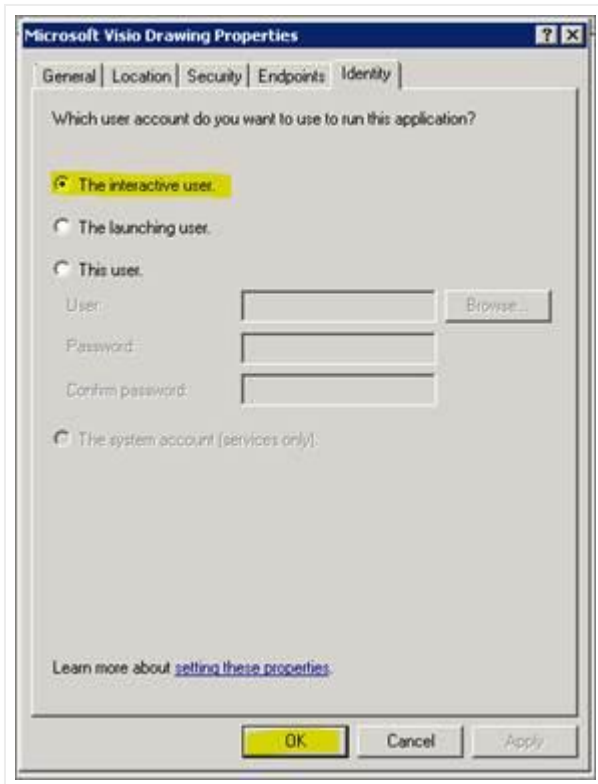 Microsoft Visio Drawing Properties
General Location Security Endpoints Identity
Which user account do you want to use to run this application?
The interactive user.
The launching user.
This user.
User:
Browse...
Password:
Confirm password:
The system account (services only).
Learn more about setting these properties.
OK Cancel Apply